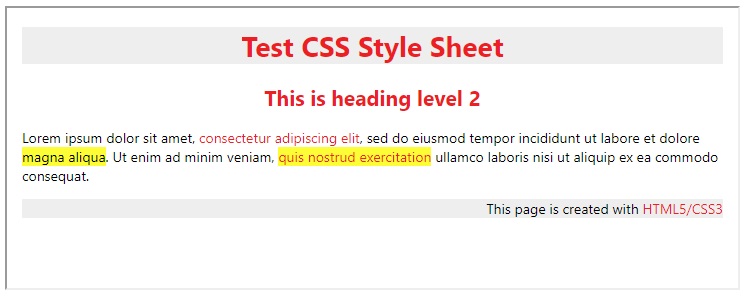 Test CSS Style Sheet
This is heading level 2
Lorem ipsum dolor sit amet, consectetur adipiscing elit, sed do eiusmod tempor incididunt ut labore et dolore
magna aliqua. Ut enim ad minim veniam, quis nostrud exercitation ullamco laboris nisi ut aliquip ex ea commodo
consequat.
This page is created with HTML5/CSS3